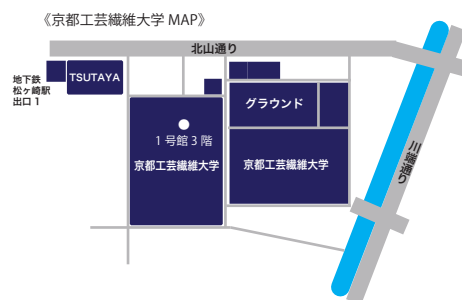 《京都工芸繊維大学 MAP》
北山通り
地下鉄
松ヶ崎駅
出口 1
TSUTAYA
グラウンド
1 号館 3 階
京都工芸繊維大学
京都工芸繊維大学
川端通り